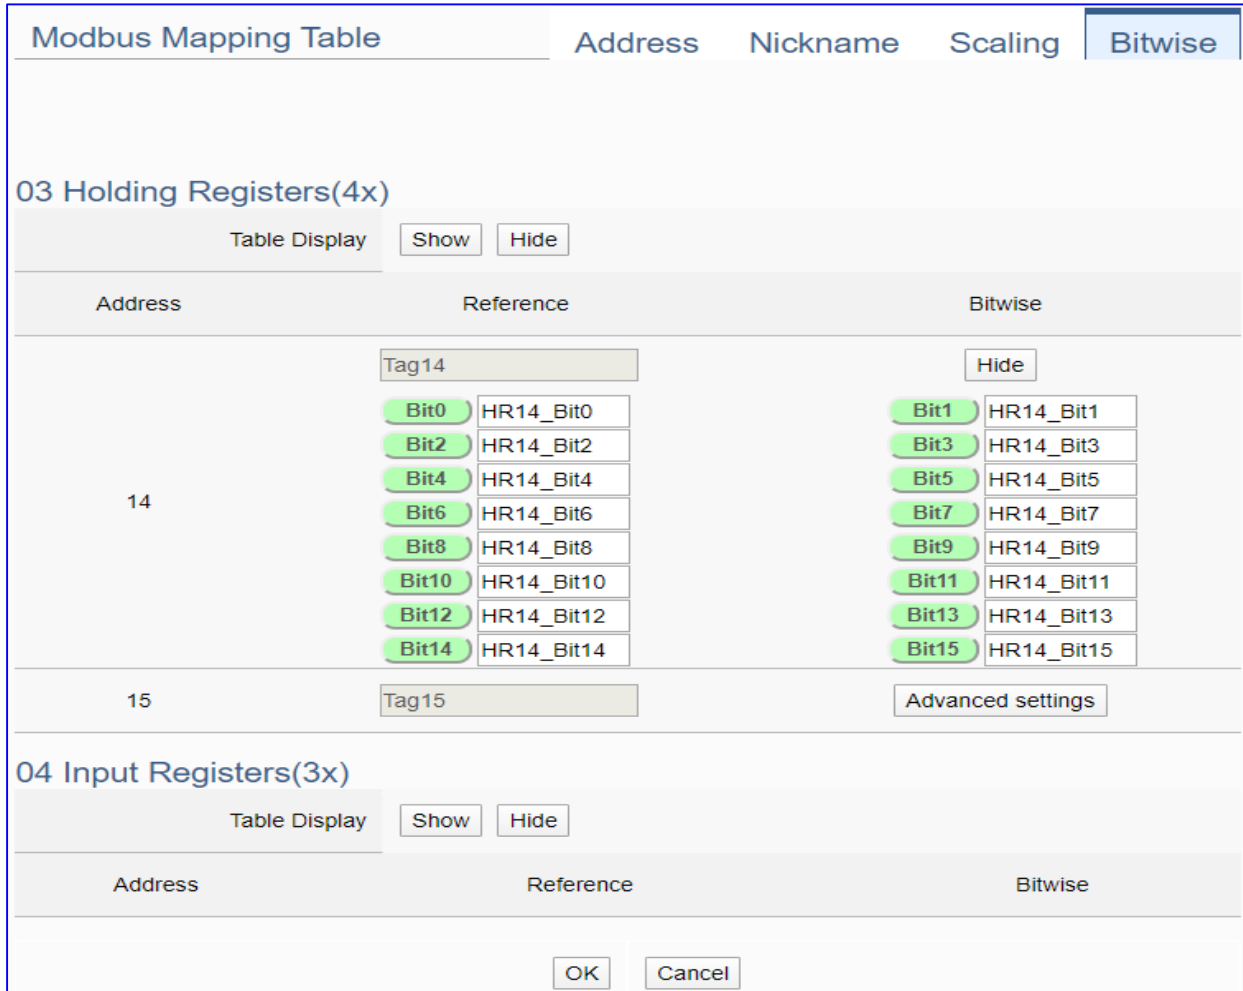 Modbus Mapping Table Address Nickname Scaling Bitwise
03 Holding Registers(4x)
Table Display Show Hide
Address Reference Bitwise
Tag14 Hide
Bit0 HR14_Bit0 Bit1 HR14_Bit1
Bit2 HR14_Bit2 Bit3 HR14_Bit3
Bit4 HR14_Bit4 Bit5 HR14_Bit5
14
Bit6 HR14_Bit6 Bit7 HR14_Bit7
Bit8 HR14_Bit8 Bit9 HR14_Bit9
Bit10 HR14_Bit10 Bit11 HR14_Bit11
Bit12 HR14_Bit12 Bit13 HR14_Bit13
Bit14 HR14_Bit14 Bit15 HR14_Bit15
15 Tag15 Advanced settings
04 Input Registers(3x)
Table Display Show Hide
Address Reference Bitwise
OK Cancel